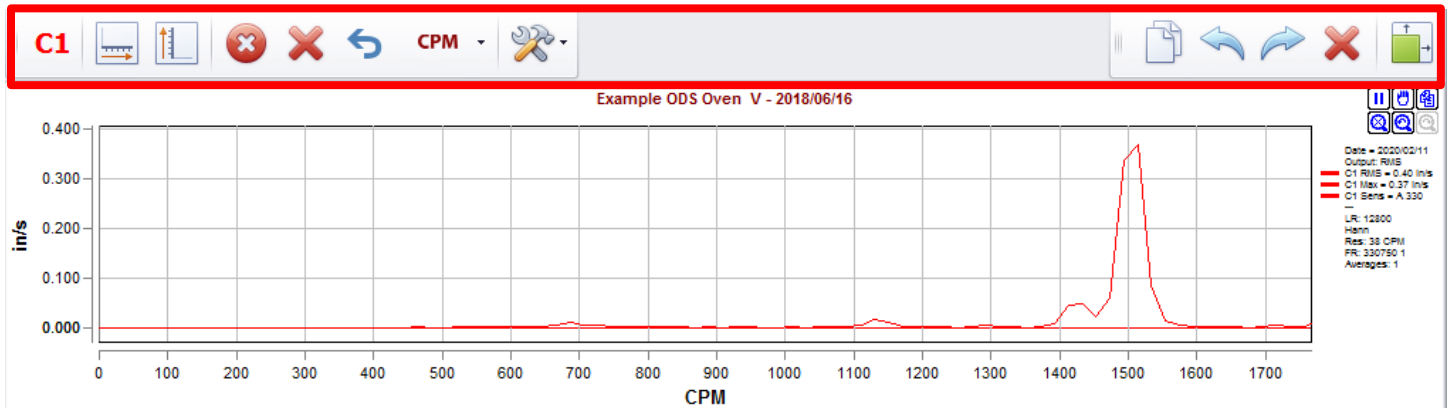 C1 CPM
Example ODS Oven V - 2018/06/16
0.400
0.300
0.200
0.100
0.000
in/s
0 100 200 300 400 500 600 700 800 900 1000 1100 1200 1300 1400 1500 1600 1700
CPM
Date = 2020/02/11
Output: RMS
C1 RMS = 0.40 in/s
C1 Max = 0.37 in/s
C1 Sens = A 330
---
LR: 12800
Hann
Res: 38 CPM
FR: 330750 1
Averages: 1